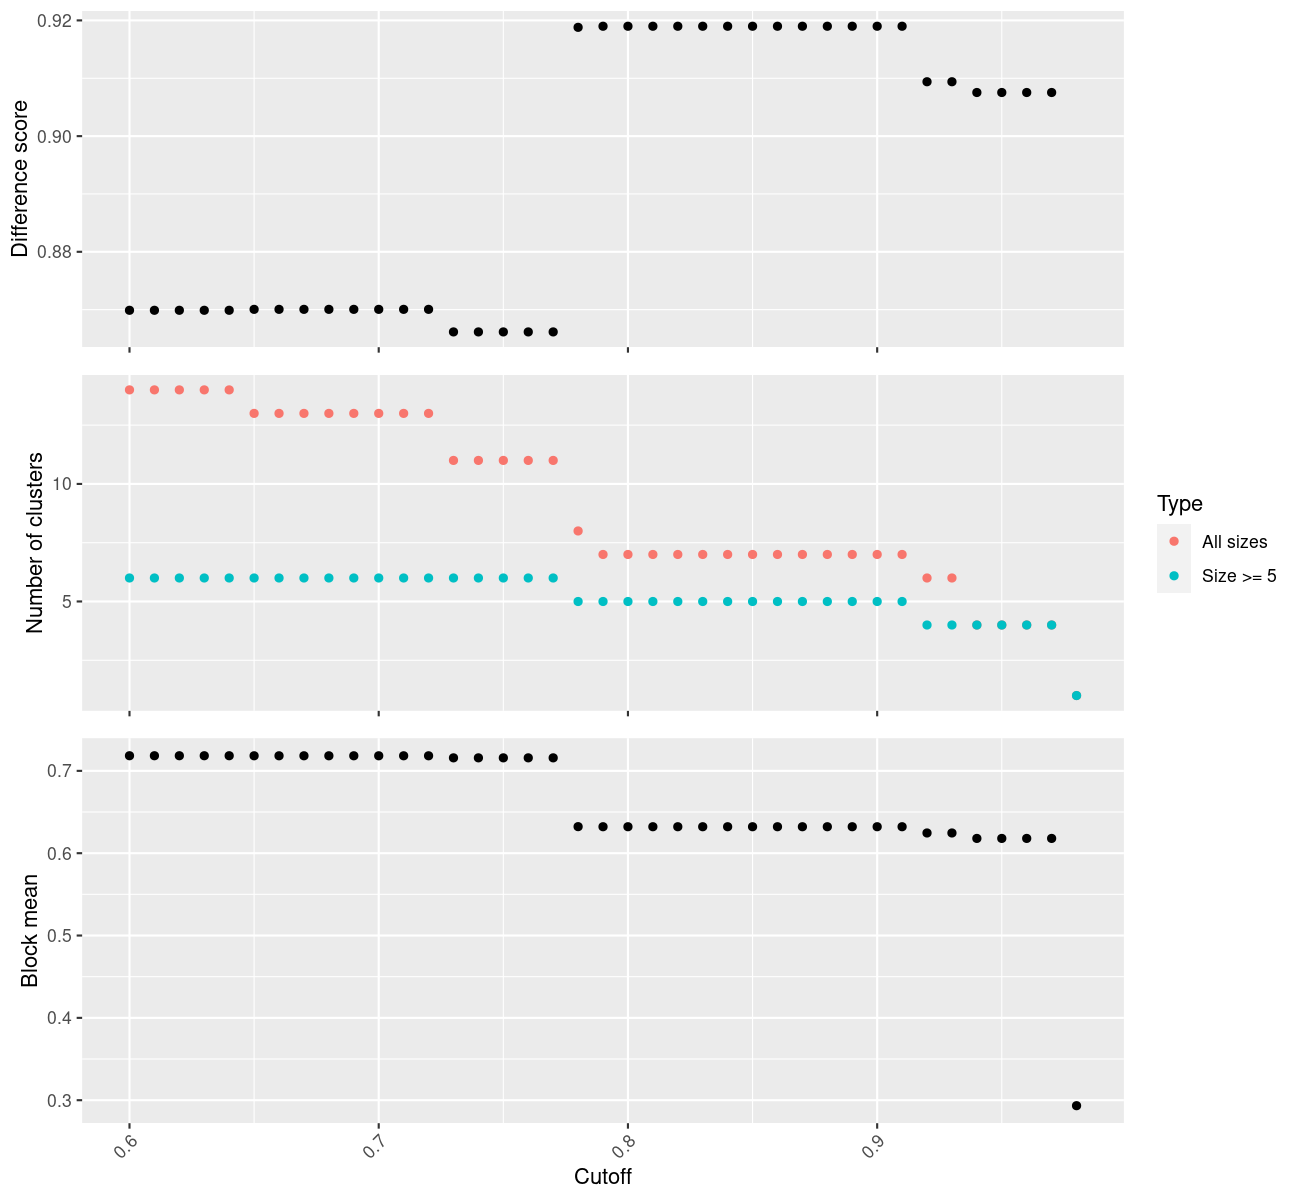 0.92
0.90
0.88
Difference score
10
5
Number of clusters
Type
All sizes
Size >= 5
0.7
0.6
0.5
0.4
0.3
Block mean
0.6
0.7
0.8
0.9
Cutoff